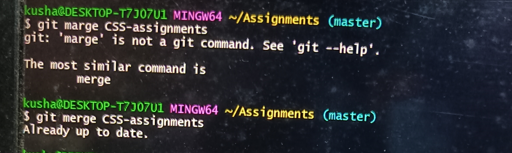 kusha@DESKTOP-T7J07U1 MINGW64 ~/Assignments (master)
$ git marge CSS-assignments
git: 'marge' is not a git command. See 'git --help'.
The most similar command is
merge
kusha@DESKTOP-T7J07U1 MINGW64 ~/Assignments (master)
$ git merge CSS-assignments
Already up to date.